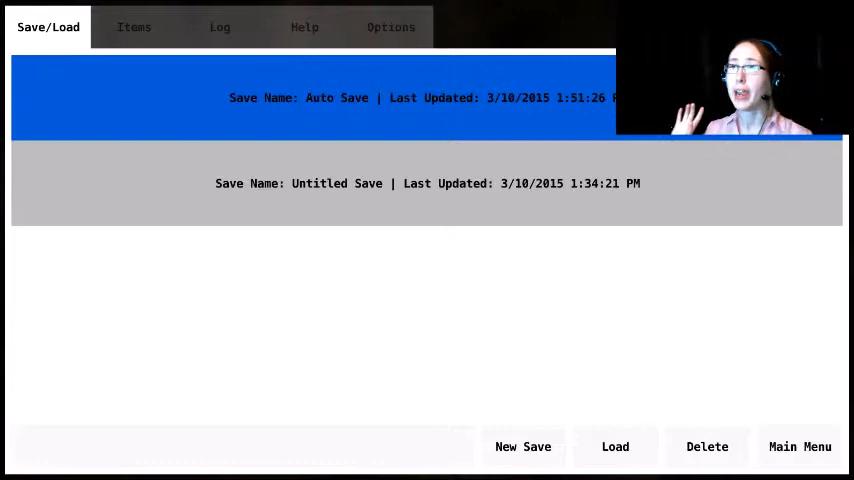 Save/Load Items Log Help Options
Save Name: Auto Save | Last Updated: 3/10/2015 1:51:26
Save Name: Untitled Save | Last Updated: 3/10/2015 1:34:21 PM
New Save Load Delete Main Menu